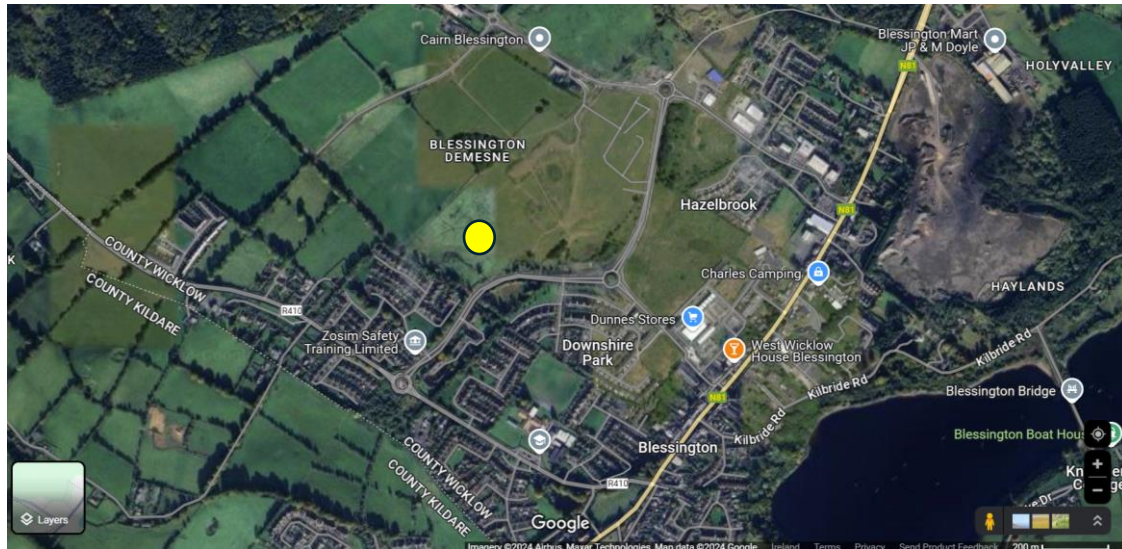 Cairn Blessington
Blessington Mart
JP & M Doyle
HOLYVALLEY
N81
BLESSINGTON
DEMESNE
Hazelbrook
N81
K
COUNTY WICKLOW
COUNTY KILDARE
R410
Charles Camping
HAYLANDS
Zosim Safety
Training Limited
Dunnes Stores
Downshire
Park
West Wicklow
House Blessington
Kilbride Rd
Kilbride Rd
Blessington Bridge
N81
Kilbride Rd
Blessington
Blessington Boat Hous
COUNTY WICKLOW
COUNTY KILDARE
R410
Layers
Google
Imagery ©2024 Airbus, Maxar Technologies, Map data ©2024 Google Ireland Terms Privacy Send Product Feedback 200 m